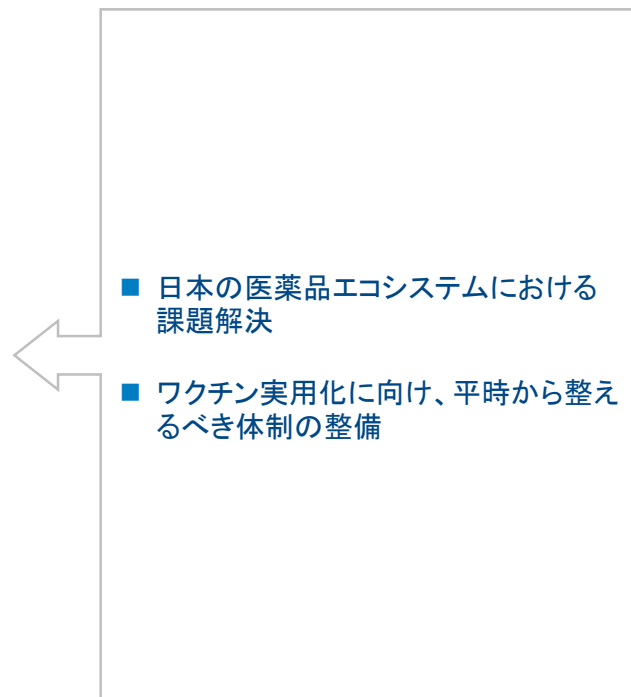 ■ 日本の医薬品エコシステムにおける
課題解決
■ ワクチン実用化に向け、平時から整え
るべき体制の整備